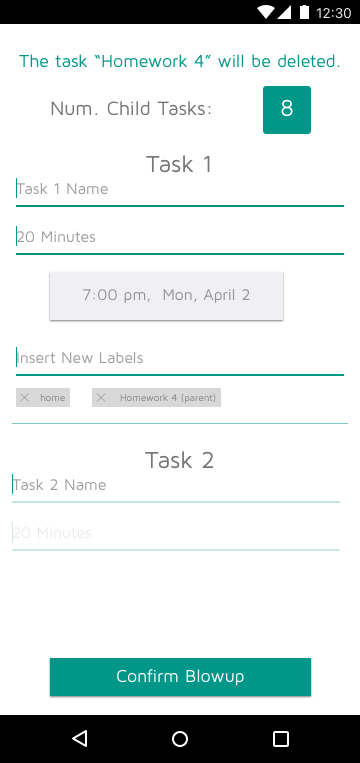 12:30
The task “Homework 4” will be deleted.
Num. Child Tasks: 8
Task 1
Task 1 Name
20 Minutes
7:00 pm, Mon, April 2
Insert New Labels
home Homework 4 (parent)
Task 2
Task 2 Name
20 Minutes
Confirm Blowup